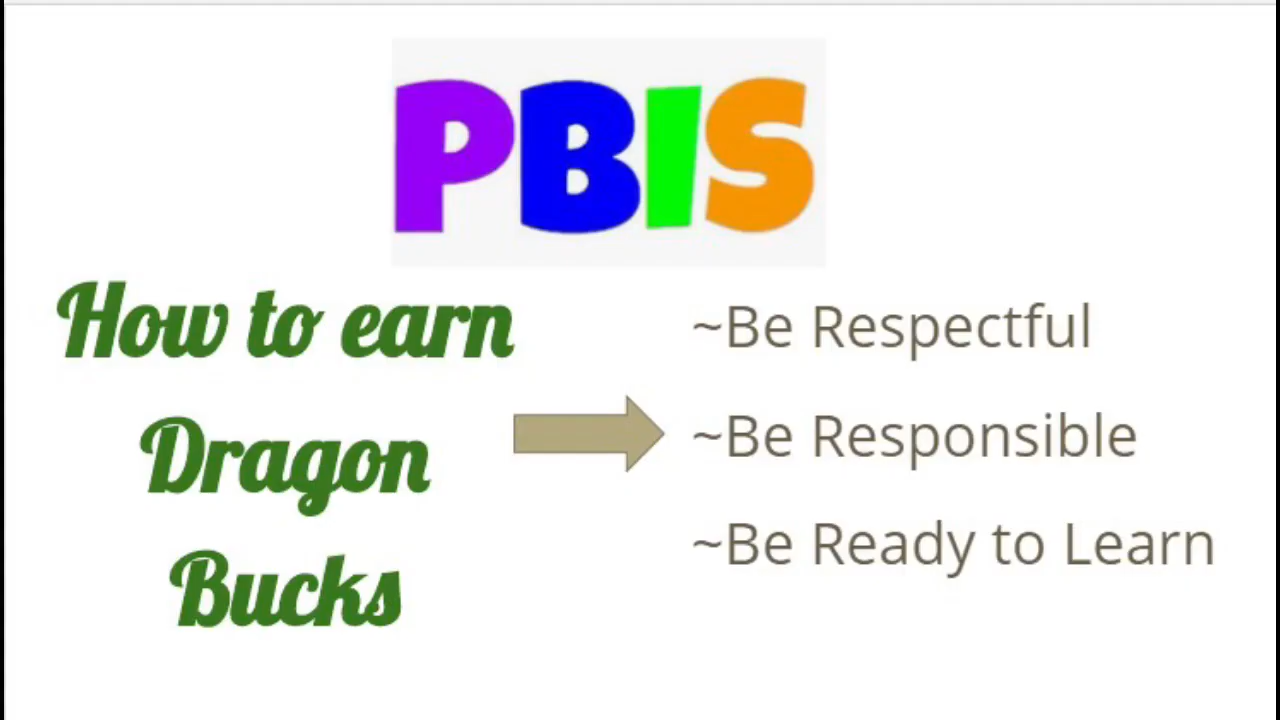 PBIS
How to earn
Dragon
Bucks
~Be Respectful
~Be Responsible
~Be Ready to Learn